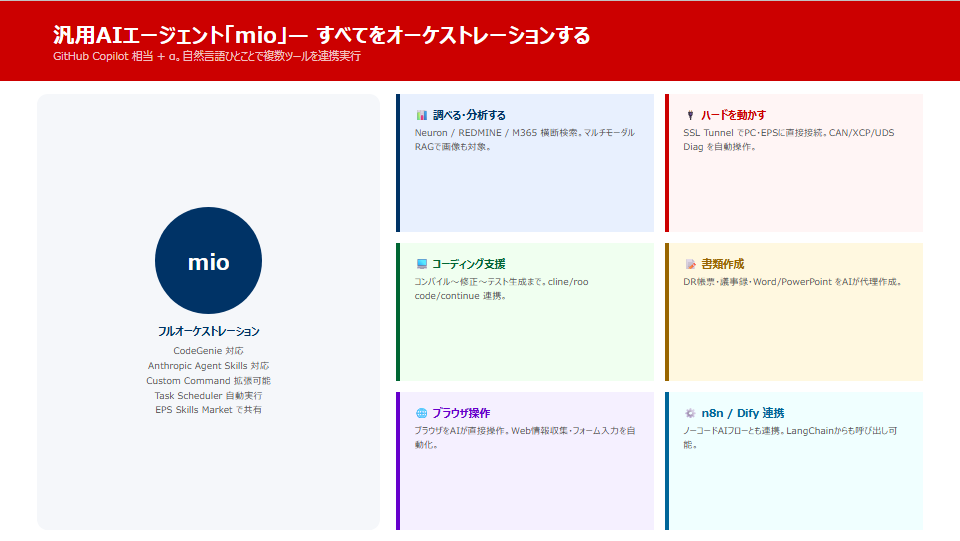 汎用AIエージェント「mio」— すべてをオーケストレーションする
GitHub Copilot 相当 + α。自然言語ひとことで複数ツールを連携実行
mio
フルオーケストレーション
CodeGenie 対応
Anthropic Agent Skills 対応
Custom Command 拡張可能
Task Scheduler 自動実行
EPS Skills Market で共有
調べる・分析する
Neuron / REDMINE / M365 横断検索。マルチモーダル
RAGで画像も対象。
ハードを動かす
SSL Tunnel でPC・EPSに直接接続。CAN/XCP/UDS
Diag を自動操作。
コーディング支援
コンパイル～修正～テスト生成まで。cline/roo
code/continue 連携。
書類作成
DR帳票・議事録・Word/PowerPoint をAIが代理作成。
ブラウザ操作
ブラウザをAIが直接操作。Web情報収集・フォーム入力を自
動化。
n8n / Dify 連携
ノーコードAIフローとも連携。LangChainからも呼び出し可
能。